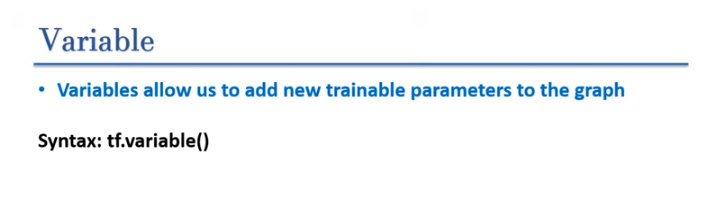 Variable
• Variables allow us to add new trainable parameters to the graph
Syntax: tf.variable()